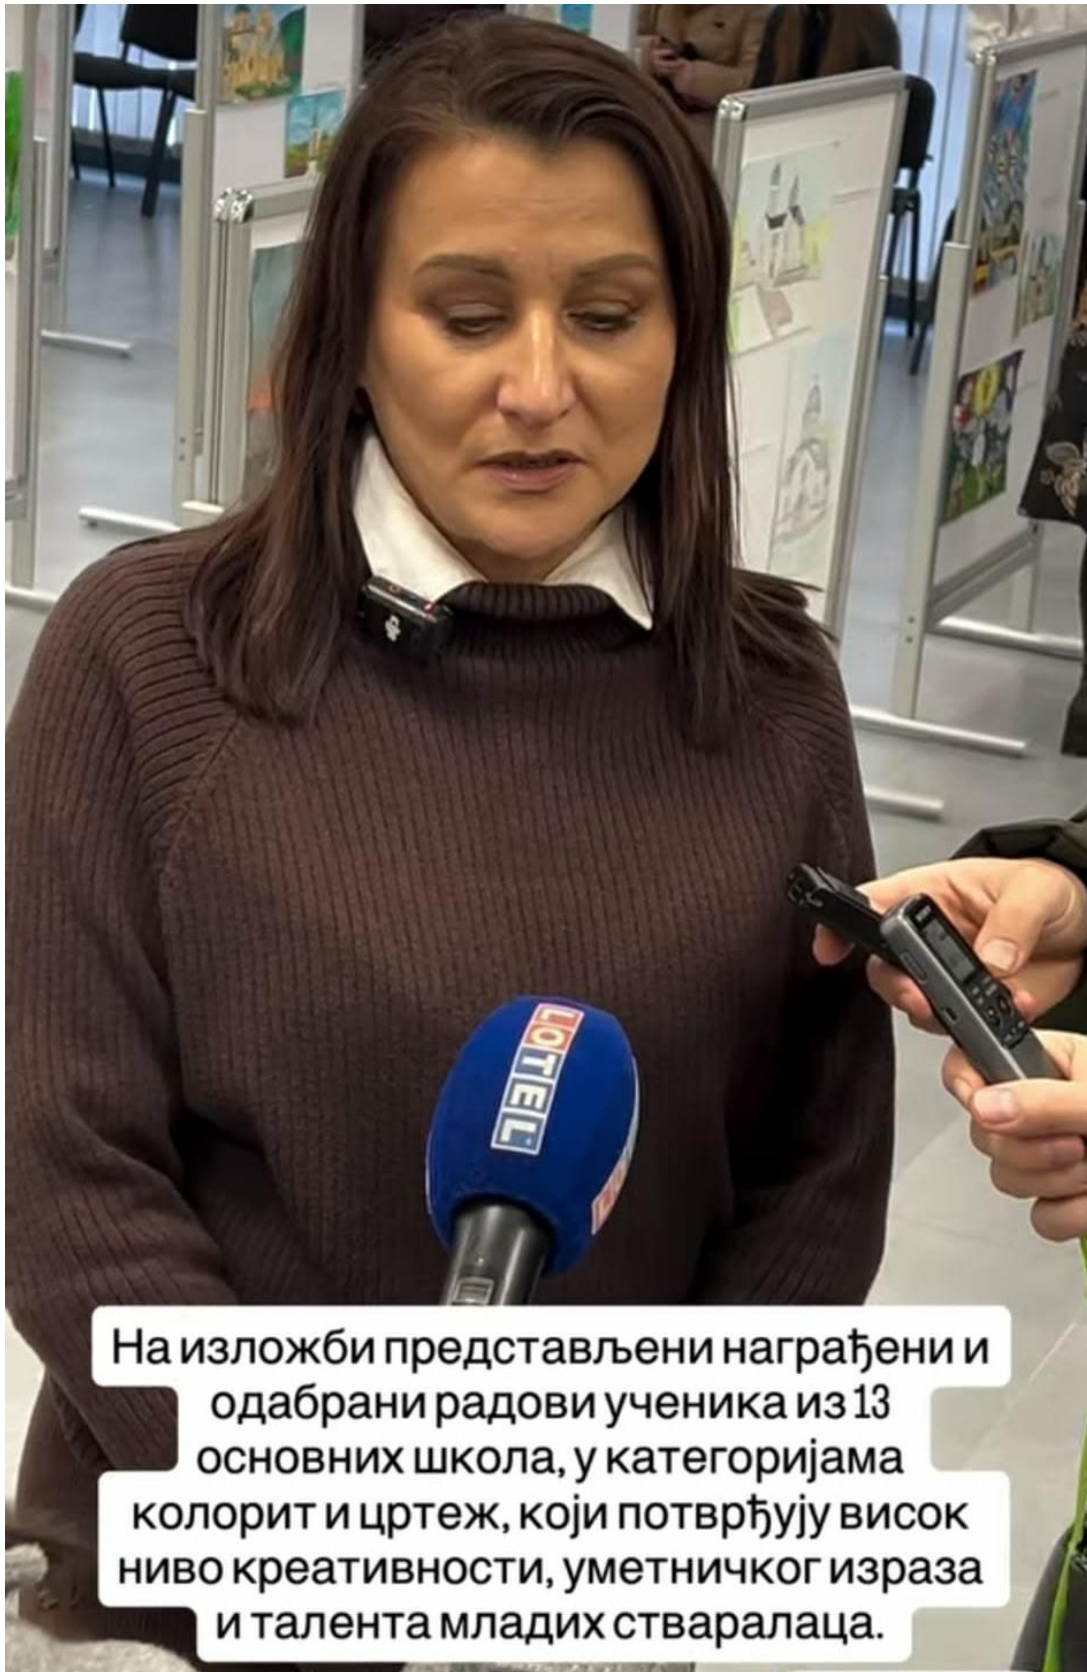 LOTEL
На изложби представљени награђени и
одабрани радови ученика из 13
основних школа, у категоријама
колорит и цртеж, који потврђују висок
ниво креативности, уметничког израза
и талента младих стваралаца.